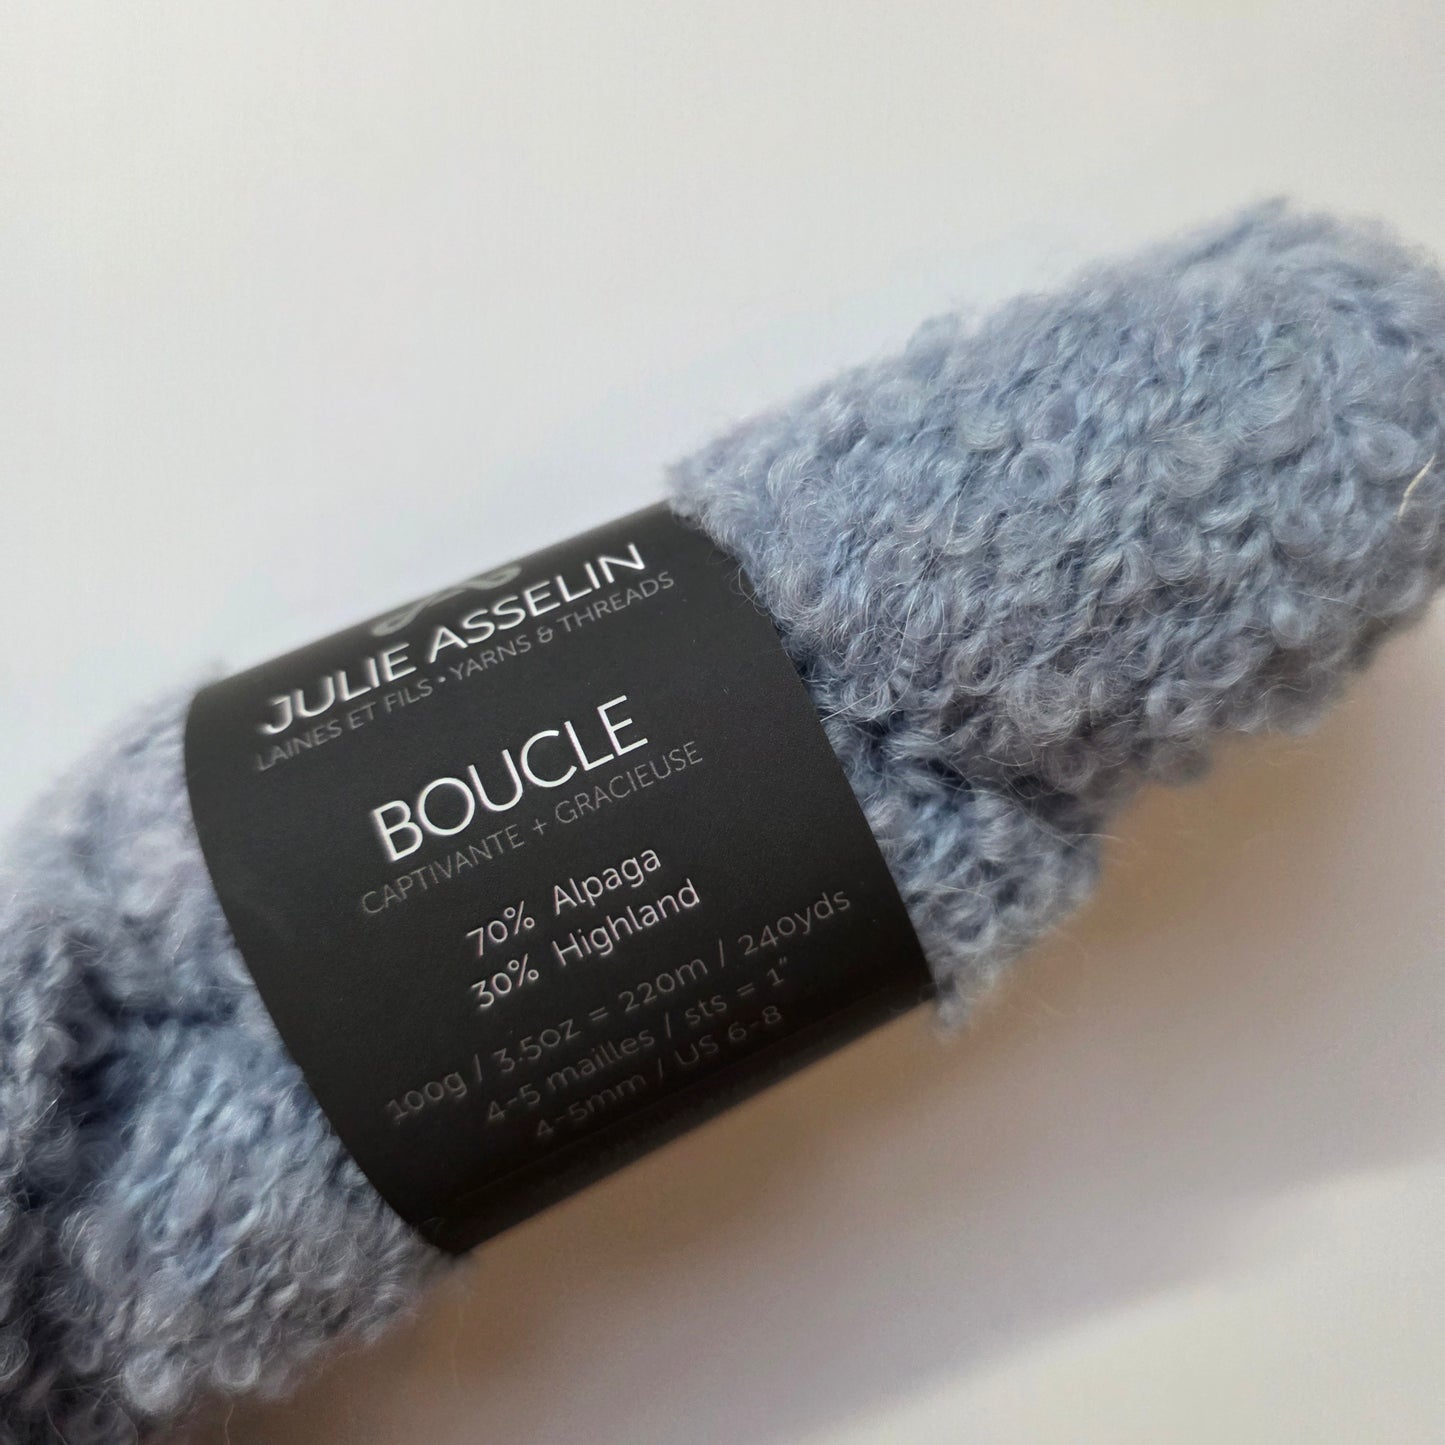 JULIE ASSELIN
LAINES ET FILS • YARNS & THREADS
BOUCLE
CAPTIVANTE + GRACIEUSE
70% Alpaga
30% Highland
100g / 3.5oz = 220m / 240yds
4-5 mailles / sts = 1"
4-5mm / US 6-8